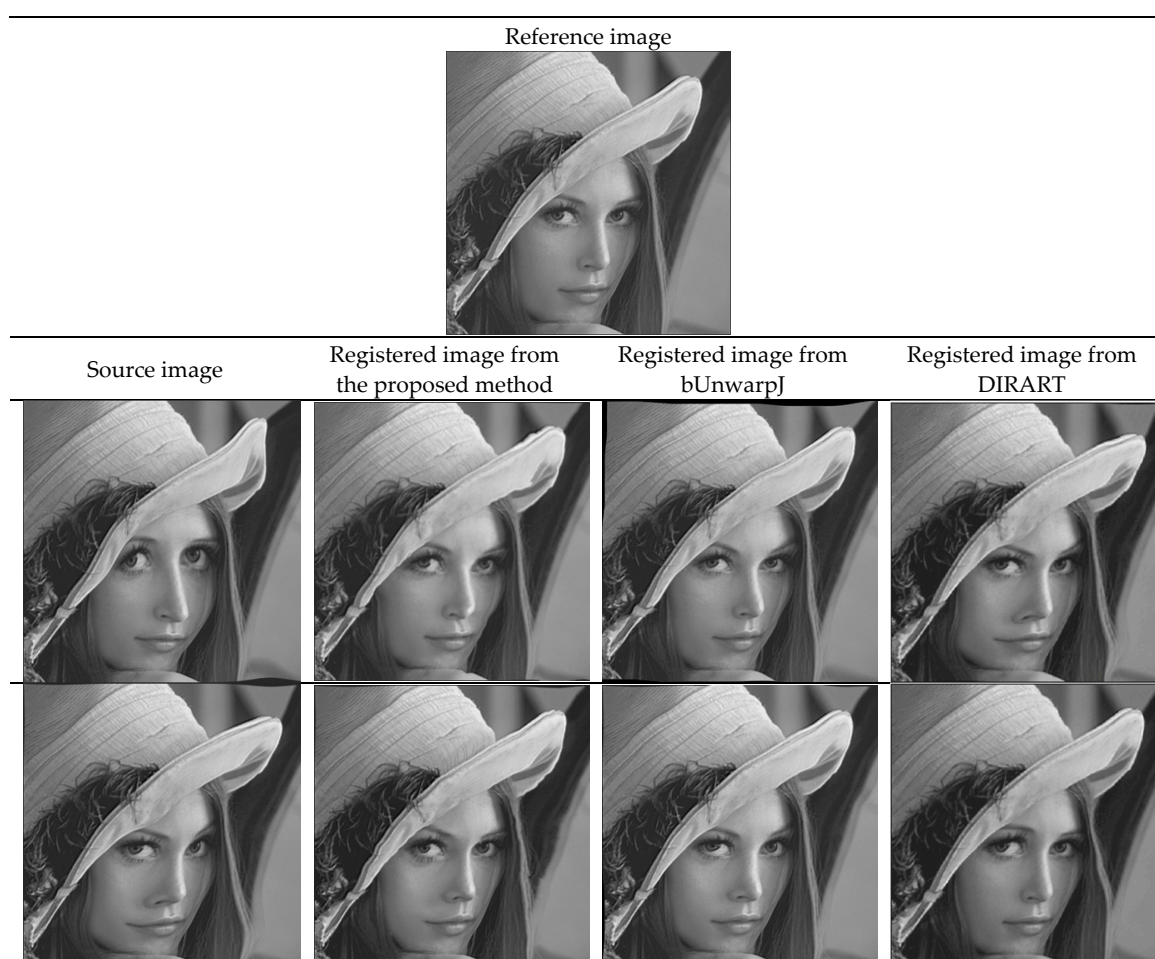 Reference image
Source image
Registered image from
the proposed method
Registered image from
bUnwarpJ
Registered image from
DIRART